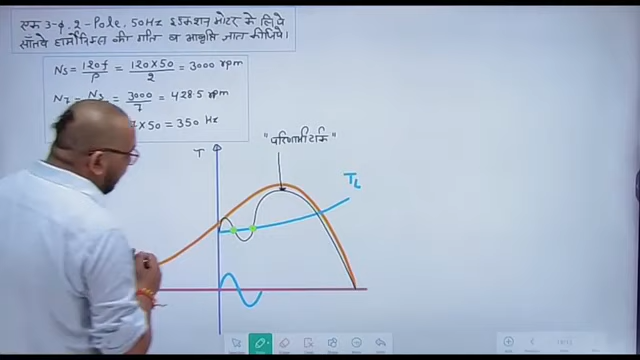 एक 3-ϕ, 2-Pole, 50Hz इंडक्शन मोटर के लिये
सातवे हार्मोनिक्स की गति व आवृति ज्ञात कीजिये।
Ns = 120f / P = 120×50 / 2 = 3000 rpm
N7 = Ns = 3000 / 7 = 428.5 rpm
×50 = 350 Hz
"परिणामी टार्क"
T
TL